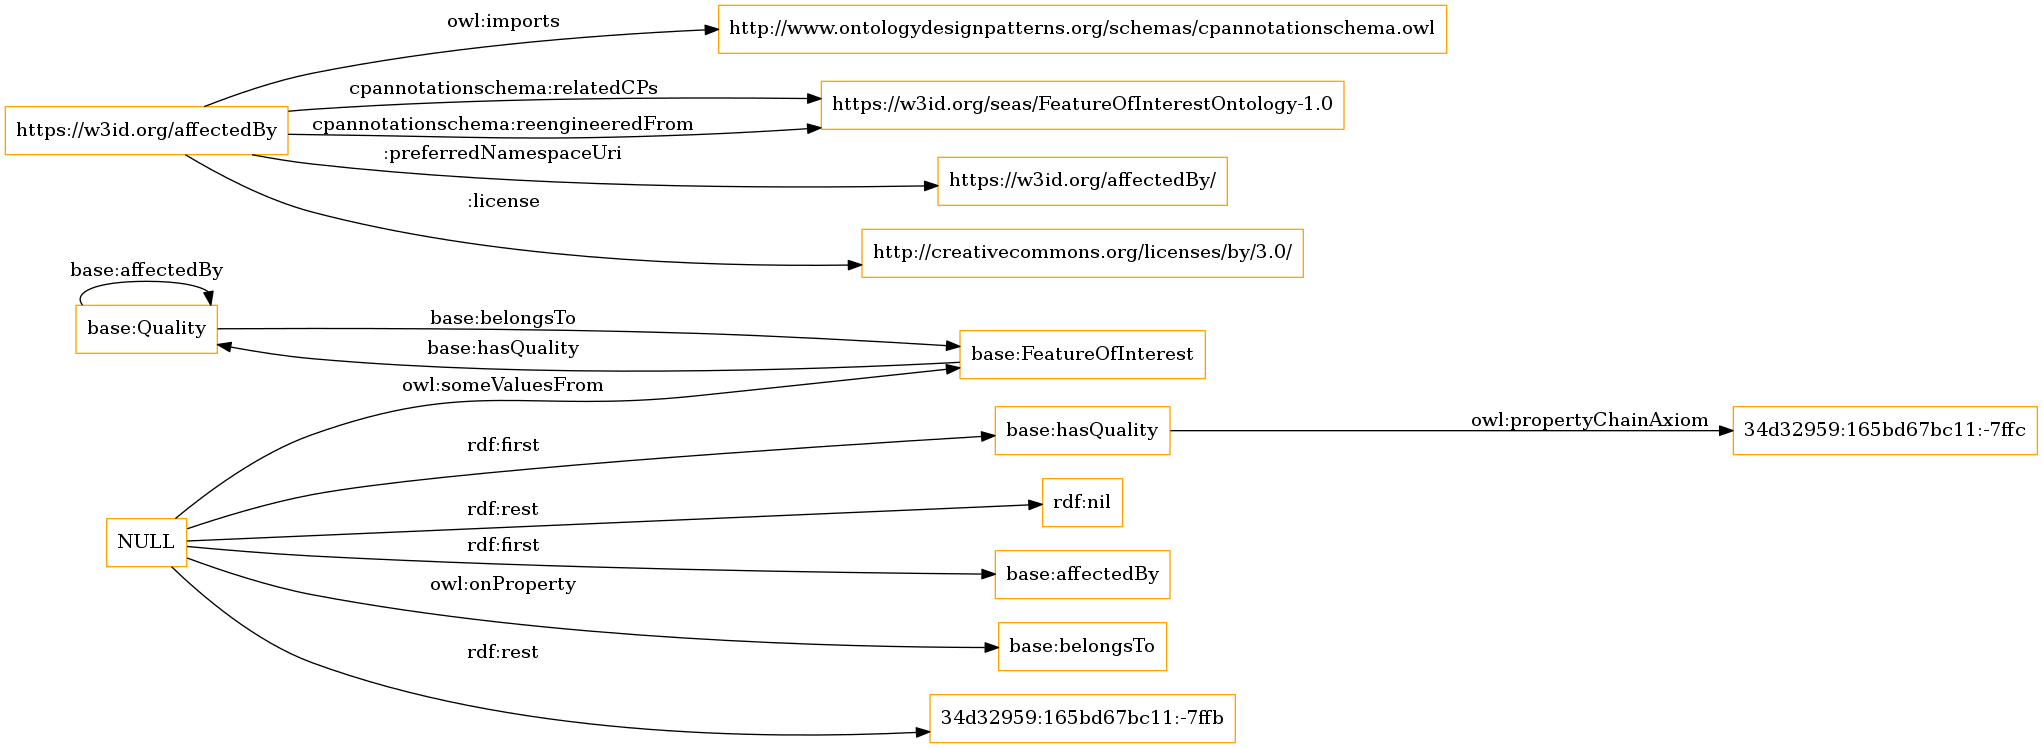 owl:imports
http://www.ontologydesignpatterns.org/schemas/cpannotationschema.owl
cpannotationschema:relatedCPs
https://w3id.org/seas/FeatureOfInterestOntology-1.0
https://w3id.org/affectedBy
cpannotationschema:reengineeredFrom
:preferredNamespaceUri
https://w3id.org/affectedBy/
:license
http://creativecommons.org/licenses/by/3.0/
base:affectedBy
base:Quality
base:belongsTo
base:hasQuality
base:FeatureOfInterest
owl:someValuesFrom
rdf:first
base:hasQuality
owl:propertyChainAxiom
34d32959:165bd67bc11:-7ffc
rdf:rest
rdf:nil
NULL
rdf:first
base:affectedBy
owl:onProperty
base:belongsTo
rdf:rest
34d32959:165bd67bc11:-7ffb